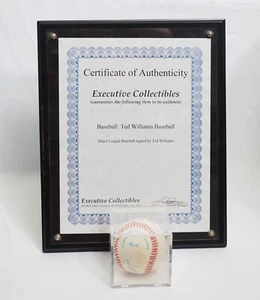 Certificate of Authenticity
Executive Collectibles
Guarantees the following item to be authentic
Baseball: Ted Williams Baseball
Major League Baseball signed by Ted Williams
Executive Collectibles